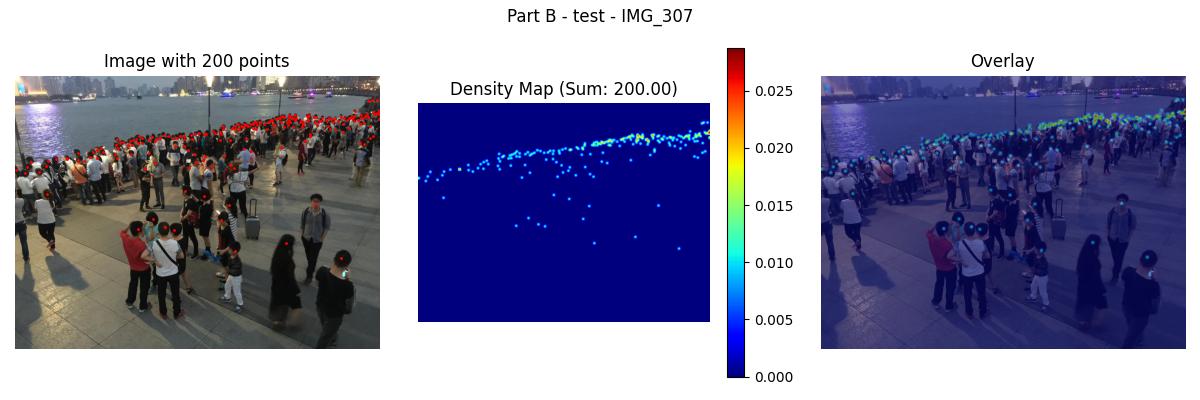 Part B - test - IMG_307
Image with 200 points
Density Map (Sum: 200.00)
Overlay
0.025
0.020
0.015
0.010
0.005
0.000